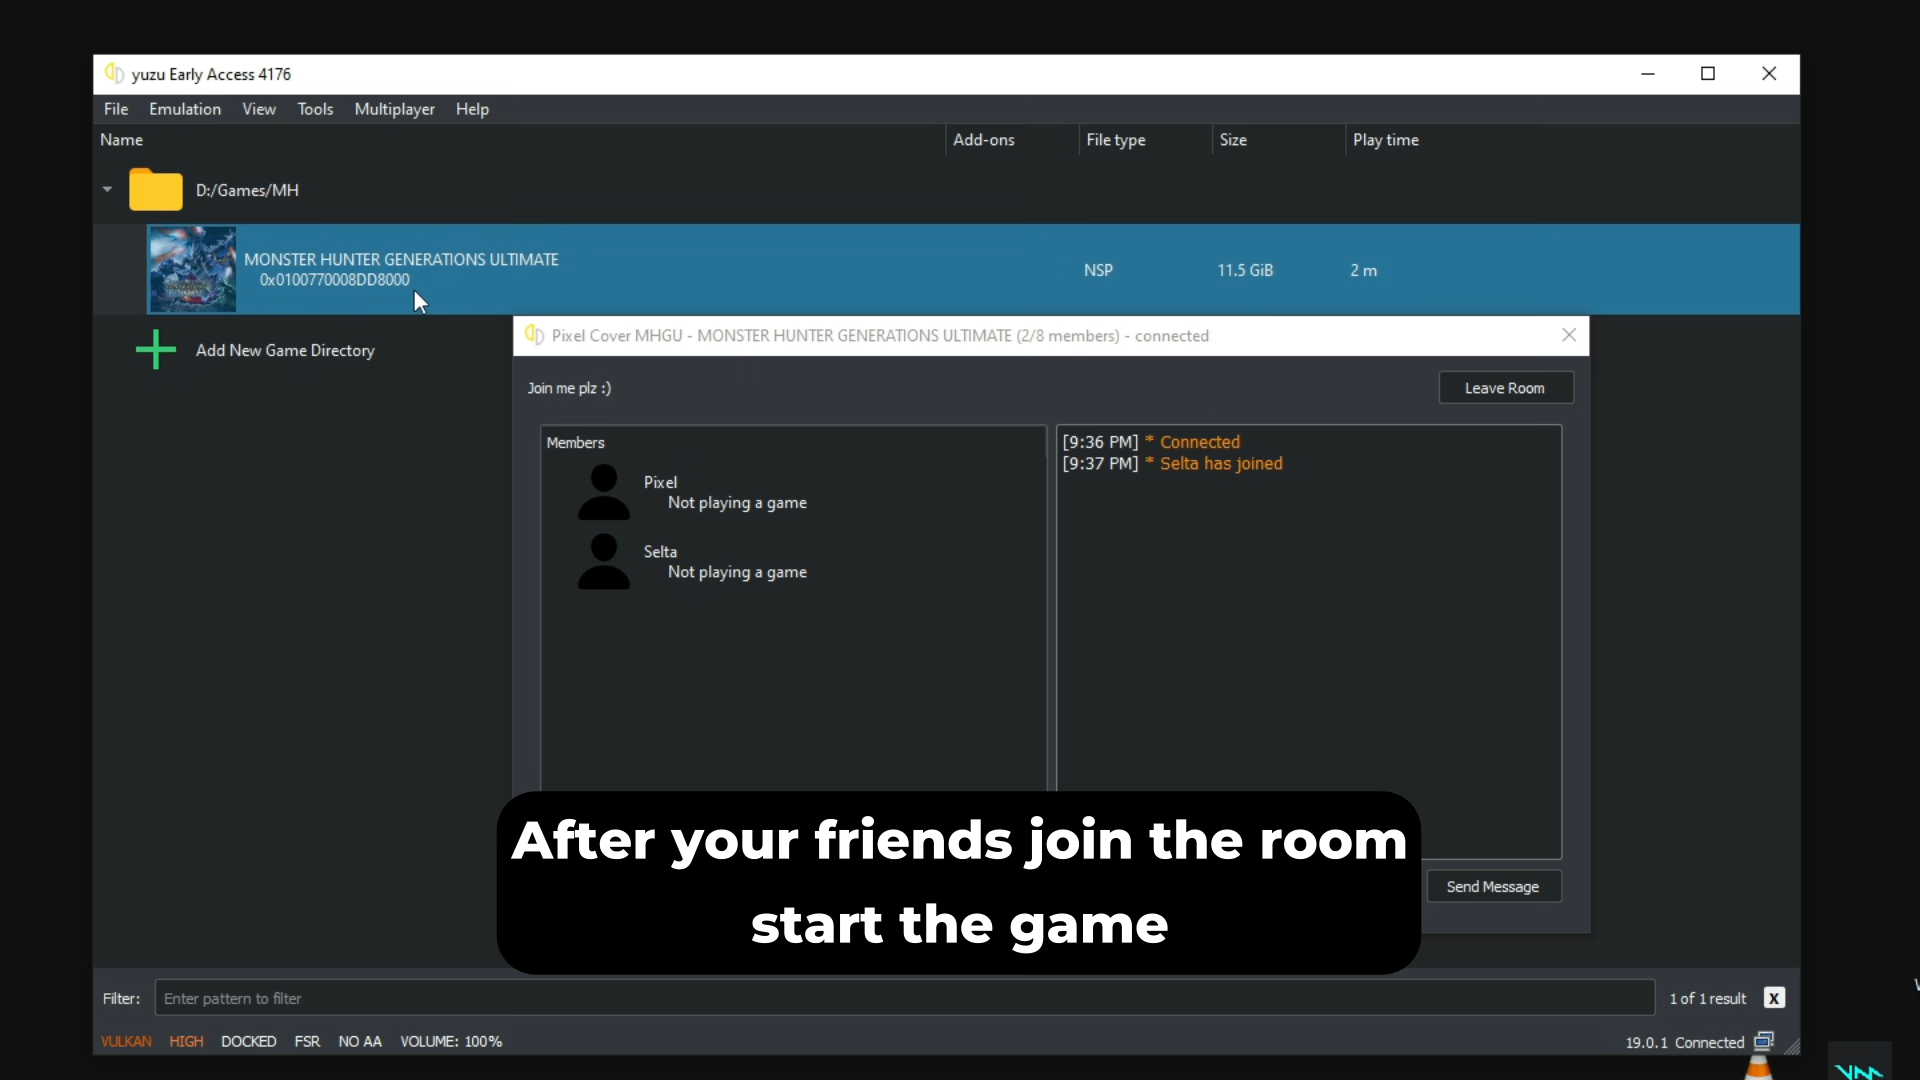 yuzu Early Access 4176
File Emulation View Tools Multiplayer Help
Name Add-ons File type Size Play time
D:/Games/MH
MONSTER HUNTER GENERATIONS ULTIMATE
0x0100770008DD8000
NSP 11.5 GiB 2 m
Add New Game Directory
Pixel Cover MHGU - MONSTER HUNTER GENERATIONS ULTIMATE (2/8 members) - connected
Join me plz :)
Leave Room
Members
Pixel
Not playing a game
Selta
Not playing a game
[9:36 PM] * Connected
[9:37 PM] * Selta has joined
Send Message
After your friends join the room
start the game
Filter: Enter pattern to filter 1 of 1 result X
VULKAN HIGH DOCKED FSR NO AA VOLUME: 100% 19.0.1 Connected